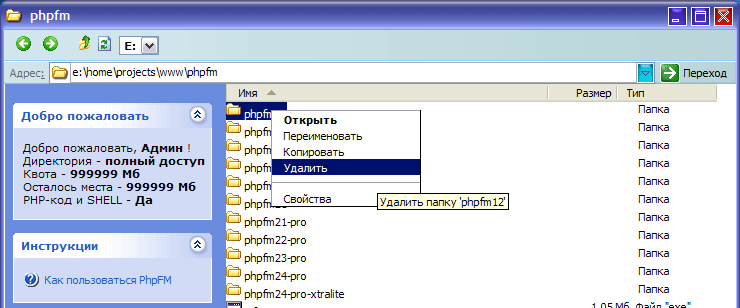 phpfm
E:
Адрес: e:\home\projects\www\phpfm Переход
Добро пожаловать
Добро пожаловать, Админ !
Директория - полный доступ
Квота - 999999 Мб
Осталось места - 999999 Мб
PHP-код и SHELL - Да
Инструкции
Как пользоваться PhpFM
Имя Размер Тип
phpfm Папка
phpfm Папка
phpfm Папка
phpfm Папка
phpfm Папка
Папка
phpfm21-pro Папка
phpfm22-pro Папка
phpfm23-pro Папка
phpfm24-pro Папка
phpfm24-pro-xtralite Папка
1.05 Мб Файл "exe"
Открыть
Переименовать
Копировать
Удалить
Свойства
Удалить папку 'phpfm12'